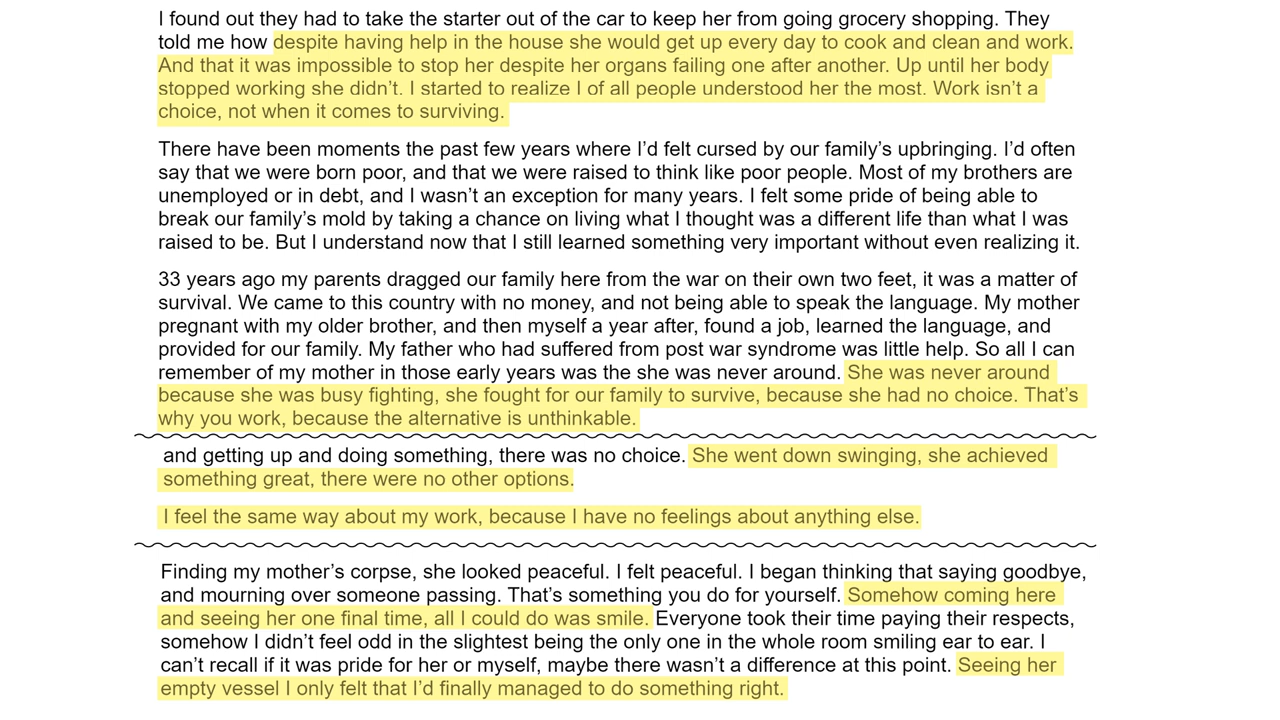 I found out they had to take the starter out of the car to keep her from going grocery shopping. They
told me how despite having help in the house she would get up every day to cook and clean and work.
And that it was impossible to stop her despite her organs failing one after another. Up until her body
stopped working she didn’t. I started to realize I of all people understood her the most. Work isn’t a
choice, not when it comes to surviving.
There have been moments the past few years where I’d felt cursed by our family’s upbringing. I’d often
say that we were born poor, and that we were raised to think like poor people. Most of my brothers are
unemployed or in debt, and I wasn’t an exception for many years. I felt some pride of being able to
break our family’s mold by taking a chance on living what I thought was a different life than what I was
raised to be. But I understand now that I still learned something very important without even realizing it.
33 years ago my parents dragged our family here from the war on their own two feet, it was a matter of
survival. We came to this country with no money, and not being able to speak the language. My mother
pregnant with my older brother, and then myself a year after, found a job, learned the language, and
provided for our family. My father who had suffered from post war syndrome was little help. So all I can
remember of my mother in those early years was the she was never around. She was never around
because she was busy fighting, she fought for our family to survive, because she had no choice. That’s
why you work, because the alternative is unthinkable.
and getting up and doing something, there was no choice. She went down swinging, she achieved
something great, there were no other options.
I feel the same way about my work, because I have no feelings about anything else.
Finding my mother’s corpse, she looked peaceful. I felt peaceful. I began thinking that saying goodbye,
and mourning over someone passing. That’s something you do for yourself. Somehow coming here
and seeing her one final time, all I could do was smile. Everyone took their time paying their respects,
somehow I didn’t feel odd in the slightest being the only one in the whole room smiling ear to ear. I
can’t recall if it was pride for her or myself, maybe there wasn’t a difference at this point. Seeing her
empty vessel I only felt that I’d finally managed to do something right.